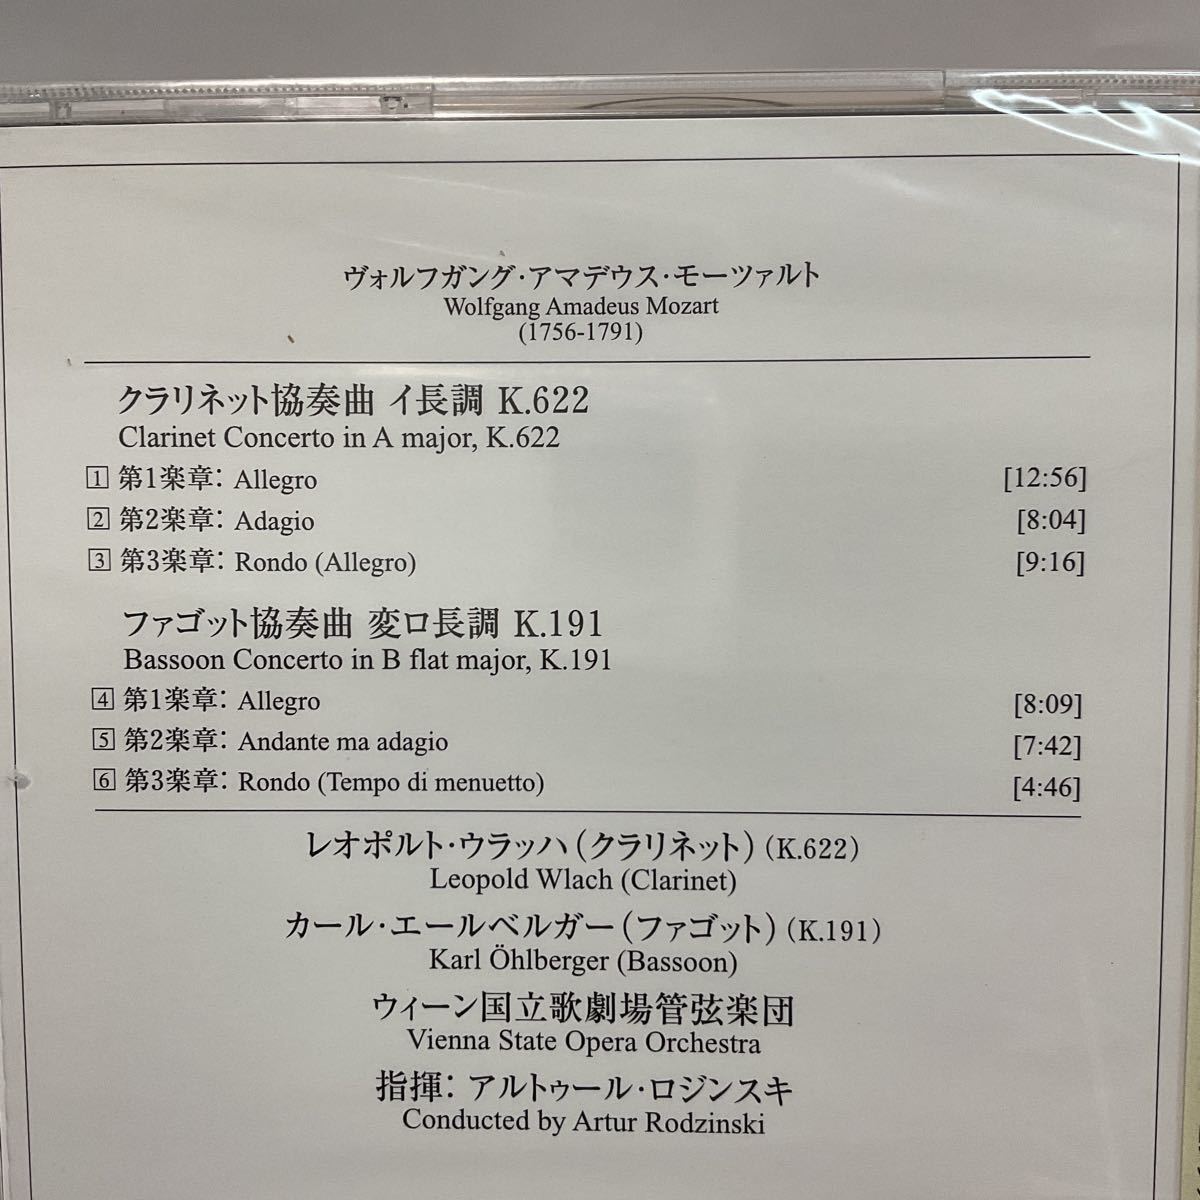 ヴォルフガング・アマデウス・モーツァルト
Wolfgang Amadeus Mozart
(1756-1791)
クラリネット協奏曲 イ長調 K.622
Clarinet Concerto in A major, K.622
1 第1楽章: Allegro [12:56]
2 第2楽章: Adagio [8:04]
3 第3楽章: Rondo (Allegro) [9:16]
ファゴット協奏曲 変ロ長調 K.191
Bassoon Concerto in B flat major, K.191
4 第1楽章: Allegro [8:09]
5 第2楽章: Andante ma adagio [7:42]
6 第3楽章: Rondo (Tempo di menuetto) [4:46]
レオポルト・ウラッハ(クラリネット)(K.622)
Leopold Wlach (Clarinet)
カール・エールベルガー(ファゴット)(K.191)
Karl Öhlberger (Bassoon)
ウィーン国立歌劇場管弦楽団
Vienna State Opera Orchestra
指揮: アルトゥール・ロジンスキ
Conducted by Artur Rodzinski